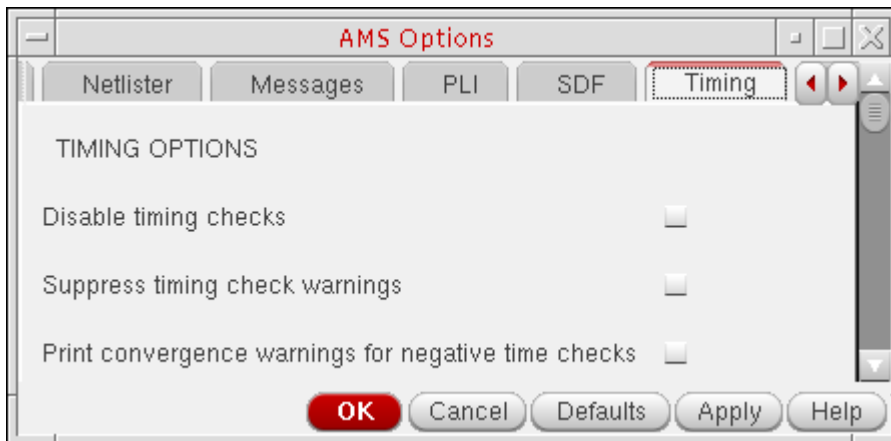 AMS Options
Netlister Messages PLI SDF Timing
TIMING OPTIONS
Disable timing checks
Suppress timing check warnings
Print convergence warnings for negative time checks
OK Cancel Defaults Apply Help